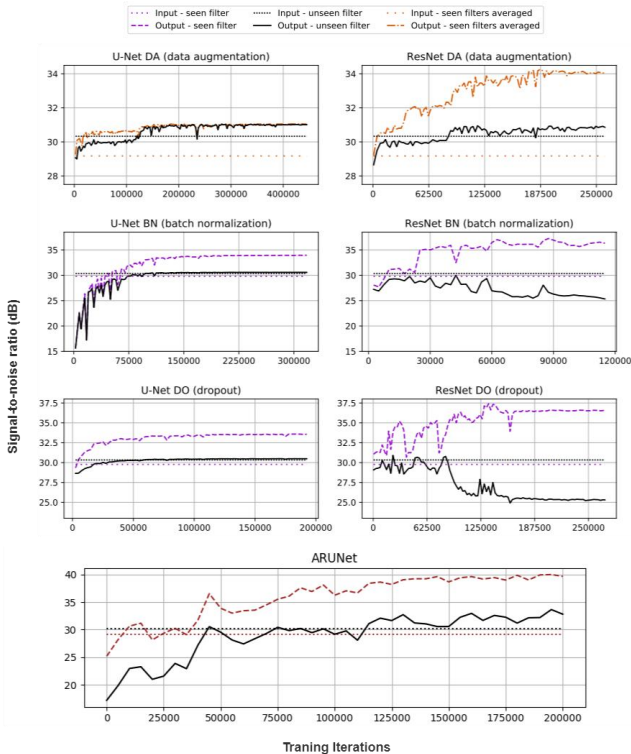 Input - seen filter
Output - seen filter
Input - unseen filter
Output - unseen filter
Input - seen filters averaged
Output - seen filters averaged
U-Net DA (data augmentation)
34
32
30
28
0 100000 200000 300000 400000
ResNet DA (data augmentation)
34
32
30
28
0 62500 125000 187500 250000
U-Net BN (batch normalization)
35
30
25
20
15
0 75000 150000 225000 300000
ResNet BN (batch normalization)
35
30
25
20
15
0 30000 60000 90000 120000
U-Net DO (dropout)
37.5
35.0
32.5
30.0
27.5
25.0
0 50000 100000 150000 200000
ResNet DO (dropout)
37.5
35.0
32.5
30.0
27.5
25.0
0 62500 125000 187500 250000
ARUNet
40
35
30
25
20
0 25000 50000 75000 100000 125000 150000 175000 200000
Signal-to-noise ratio (dB)
Traning Iterations